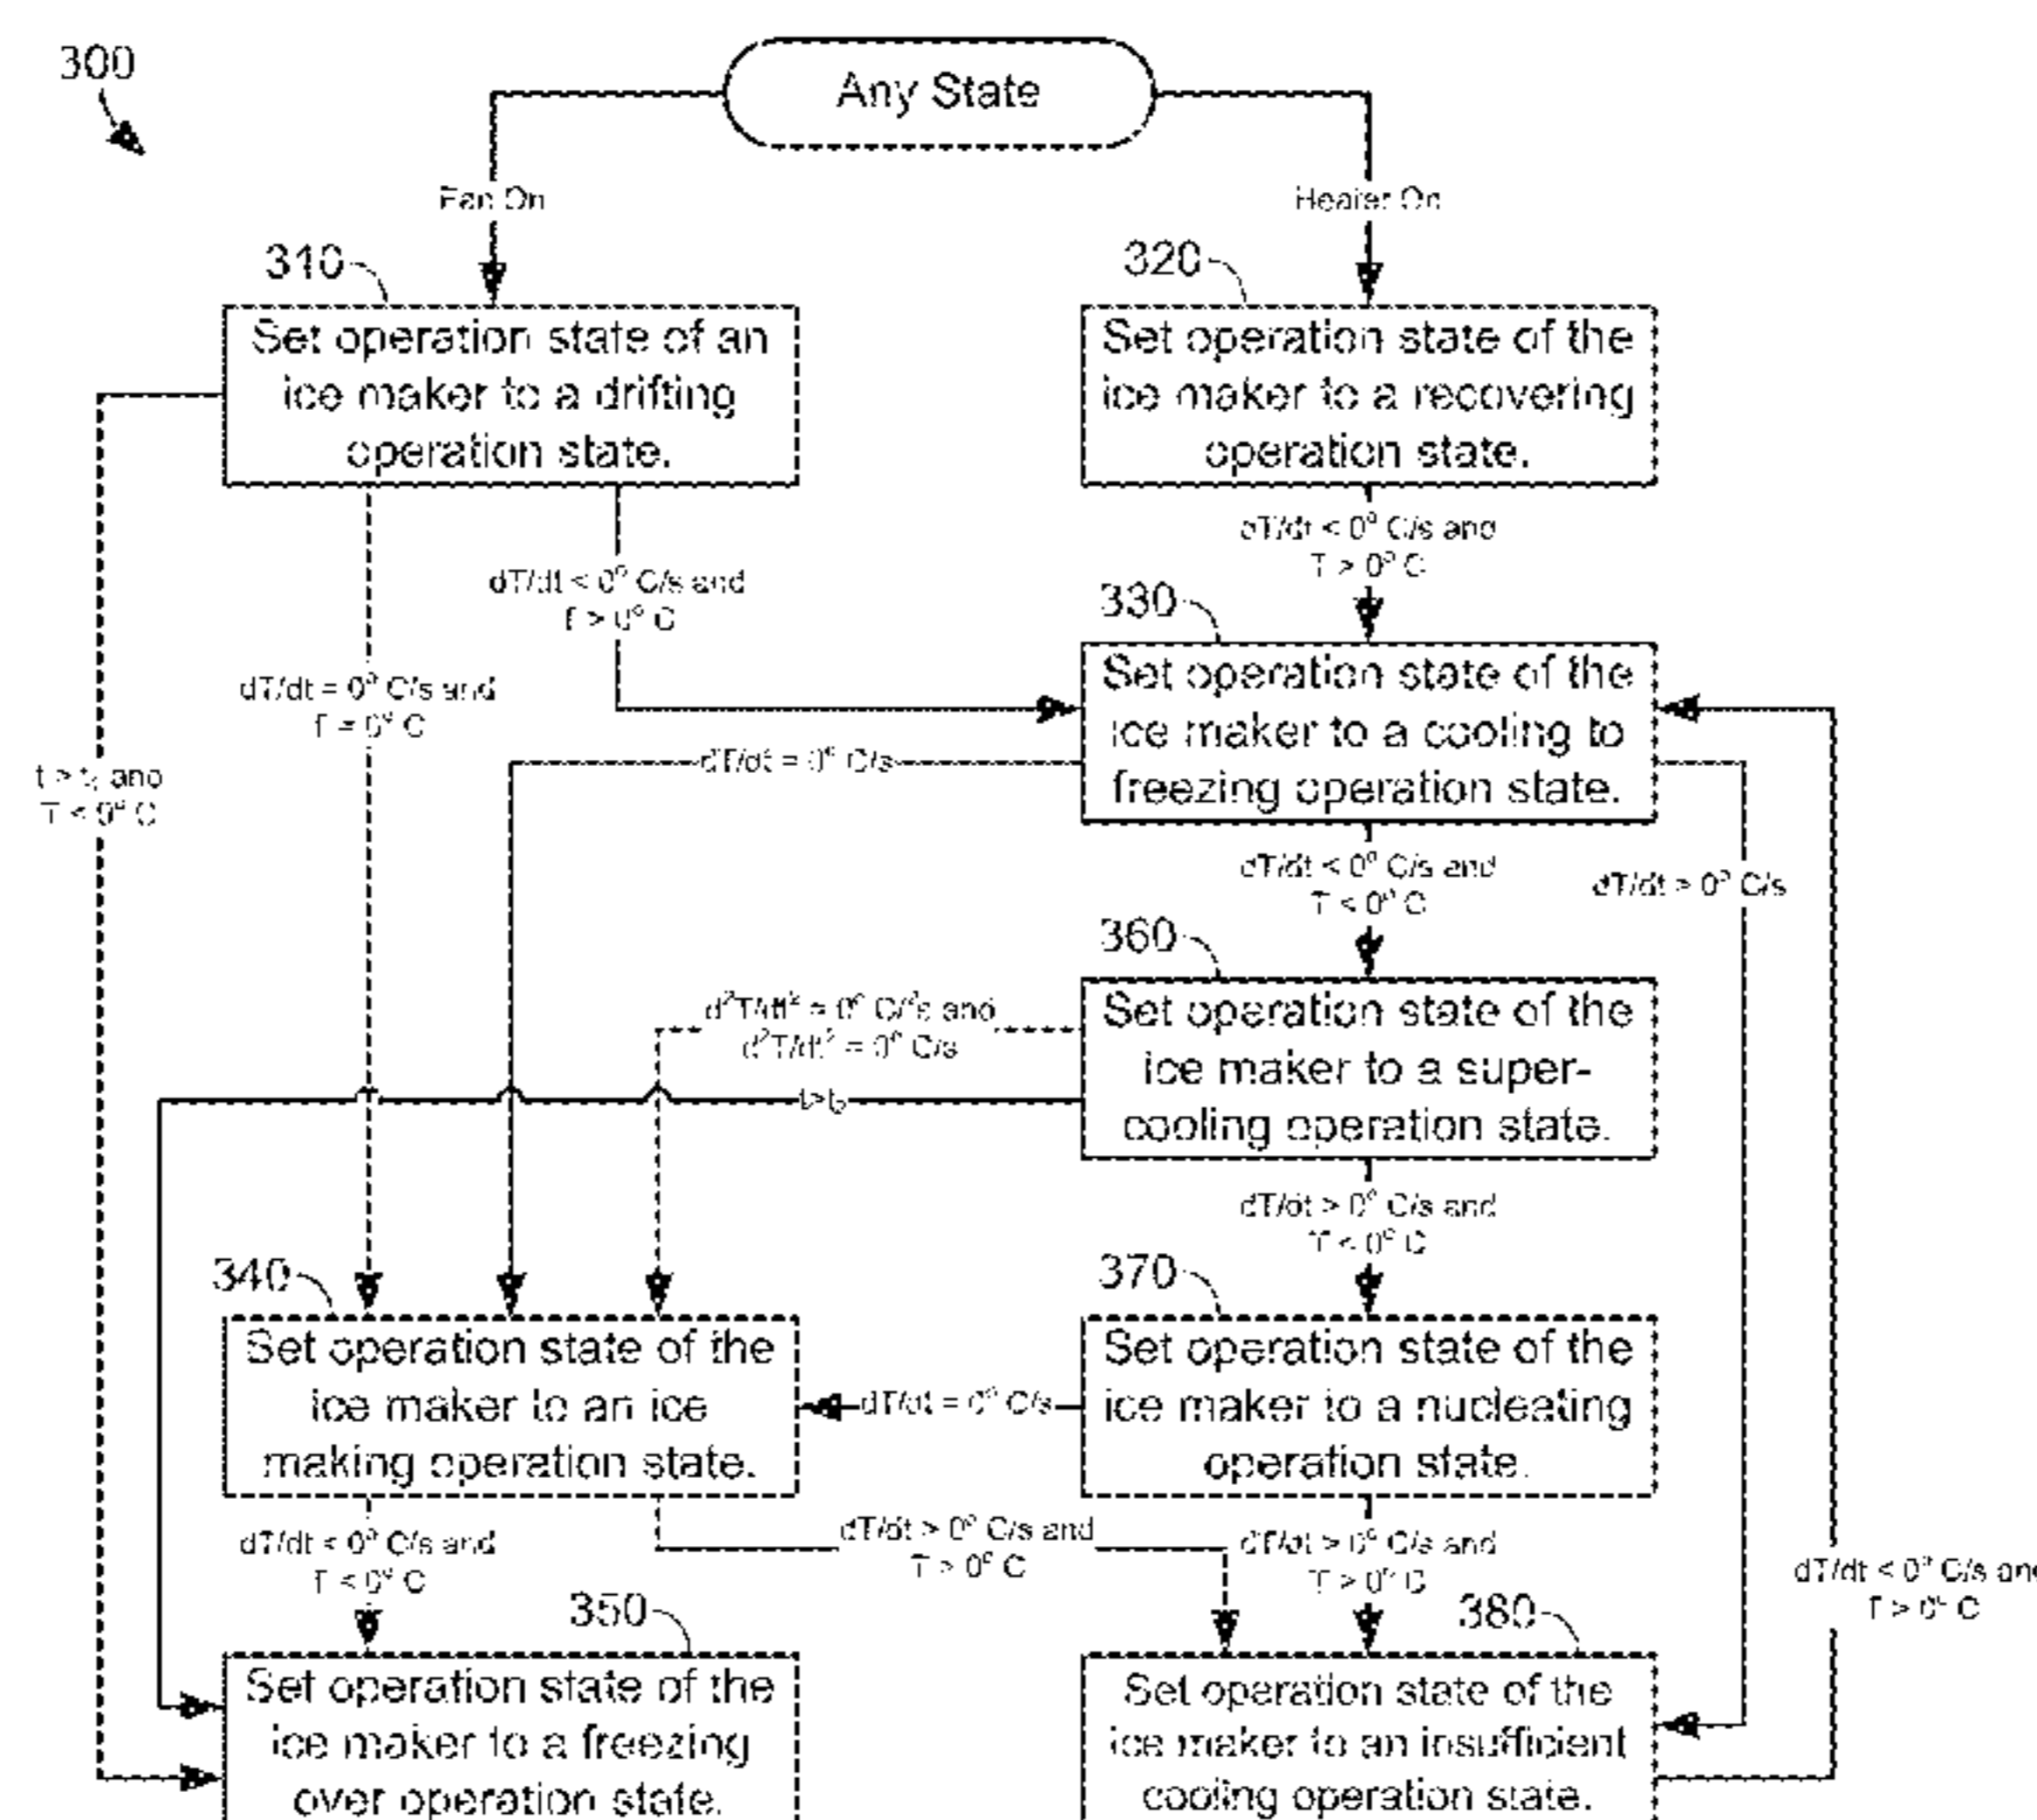 300
Any State
Fan On
Heater On
310
320
Set operation state of an
ice maker to a drifting
operation state.
Set operation state of the
ice maker to a recovering
operation state.
dT/dt < 0° C/s and
T > 0° C
dT/dt < 0° C/s and
T > 0° C
330
dT/dt = 0° C/s and
T = 0° C
Set operation state of the
ice maker to a cooling to
freezing operation state.
dT/dt = 0° C/s
t > and
T < 0° C
dT/dt < 0° C/s and
T < 0° C
dT/dt > 0° C/s
360
d²T/dt² = 0° C/²s and
d²T/dt² = 0° C/s
Set operation state of the
ice maker to a super-
cooling operation state.
t>t₂
dT/dt > 0° C/s and
T < 0° C
340
370
Set operation state of the
ice maker to an ice
making operation state.
dT/dt = 0° C/s
Set operation state of the
ice maker to a nucleating
operation state.
dT/dt < 0° C/s and
T < 0° C
dT/dt > 0° C/s and
T > 0° C
dT/dt > 0° C/s and
T > 0° C
dT/dt < 0° C/s and
T > 0° C
350
380
Set operation state of the
ice maker to a freezing
over operation state.
Set operation state of the
ice maker to an insufficient
cooling operation state.